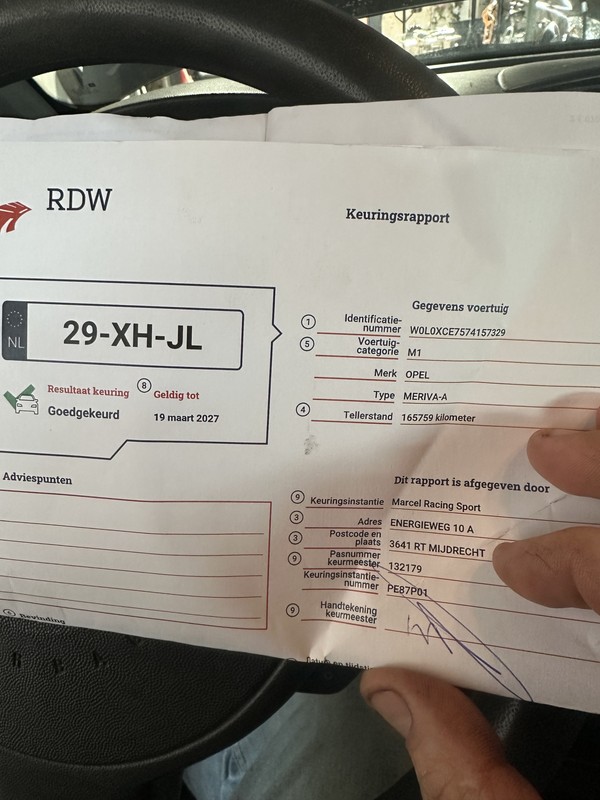 RDW
Keuringsrapport
NL
29-XH-JL
Resultaat keuring
Goedgekeurd
8 Geldig tot
19 maart 2027
Gegevens voertuig
1 Identificatie-
nummer W0L0XCE7574157329
5 Voertuig-
categorie M1
Merk OPEL
Type MERIVA-A
4 Tellerstand 165759 kilometer
Adviespunten
4 Bevinding
Dit rapport is afgegeven door
9 Keuringsinstantie Marcel Racing Sport
3 Adres ENERGIEWEG 10 A
3 Postcode en
plaats 3641 RT MIJDRECHT
9 Pasnummer
keurmeester 132179
Keuringsinstantie-
nummer PE87P01
9 Handtekening
keurmeester